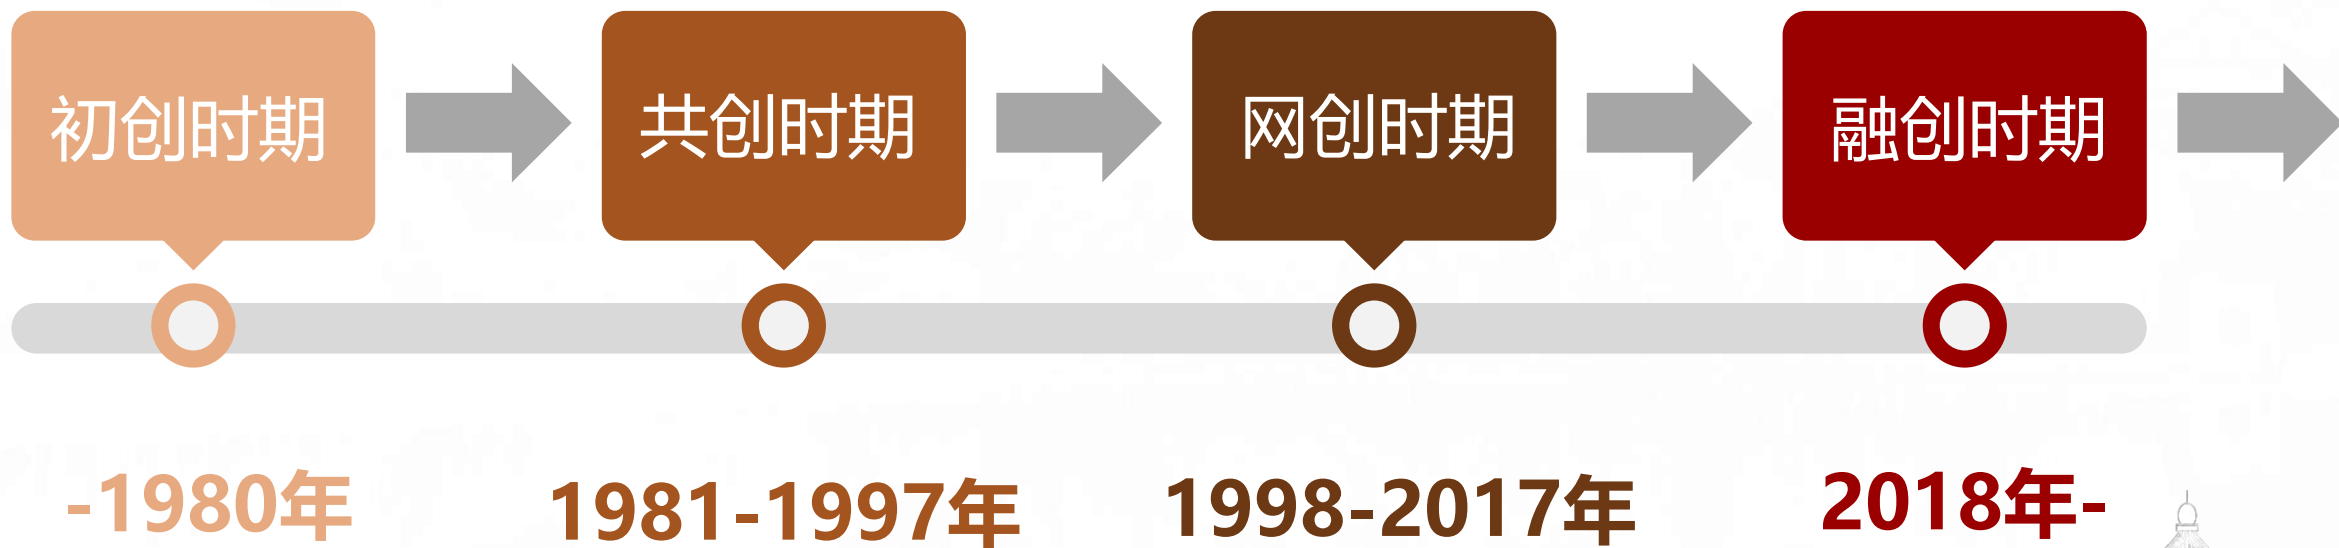 初创时期
共创时期
网创时期
融创时期
-1980年
1981-1997年
1998-2017年
2018年-